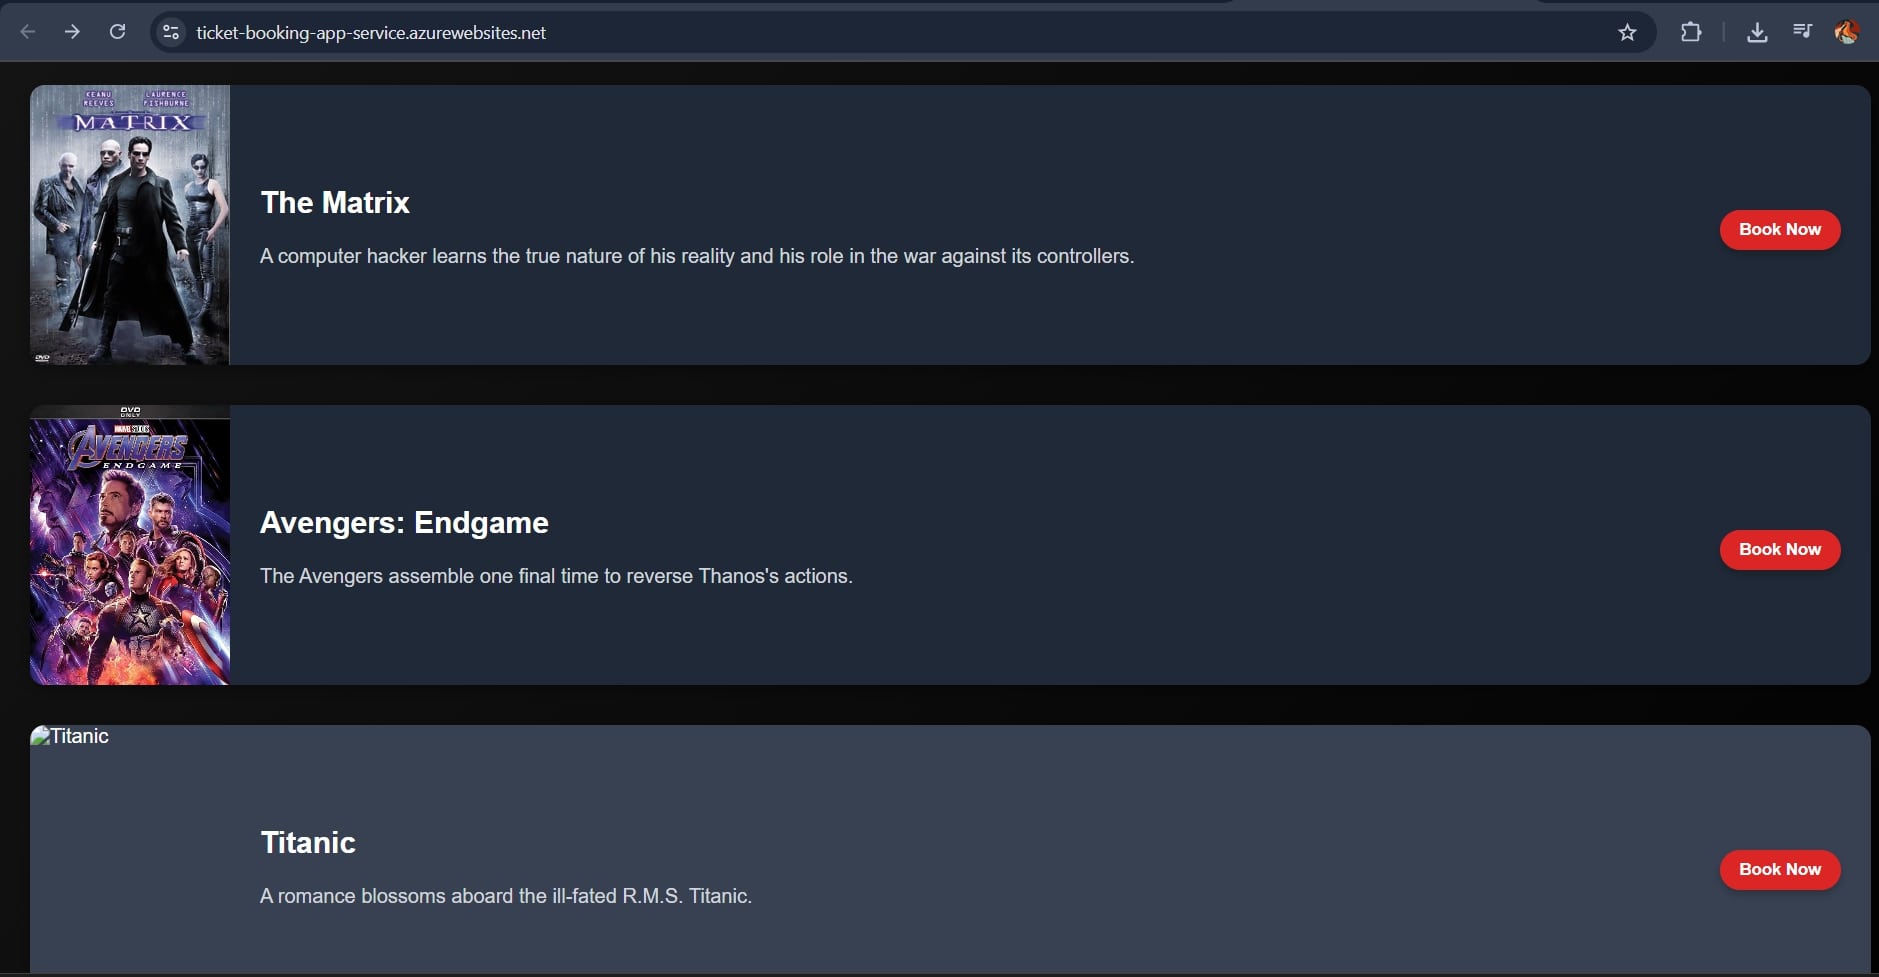 ticket-booking-app-service.azurewebsites.net
KEANU REEVES
LAURENCE FISHBURNE
MATRIX
DVD
The Matrix
A computer hacker learns the true nature of his reality and his role in the war against its controllers.
Book Now
DVD
ONLY
MARVEL STUDIOS
AVENGERS
ENDGAME
Avengers: Endgame
The Avengers assemble one final time to reverse Thanos's actions.
Book Now
Titanic
Titanic
A romance blossoms aboard the ill-fated R.M.S. Titanic.
Book Now